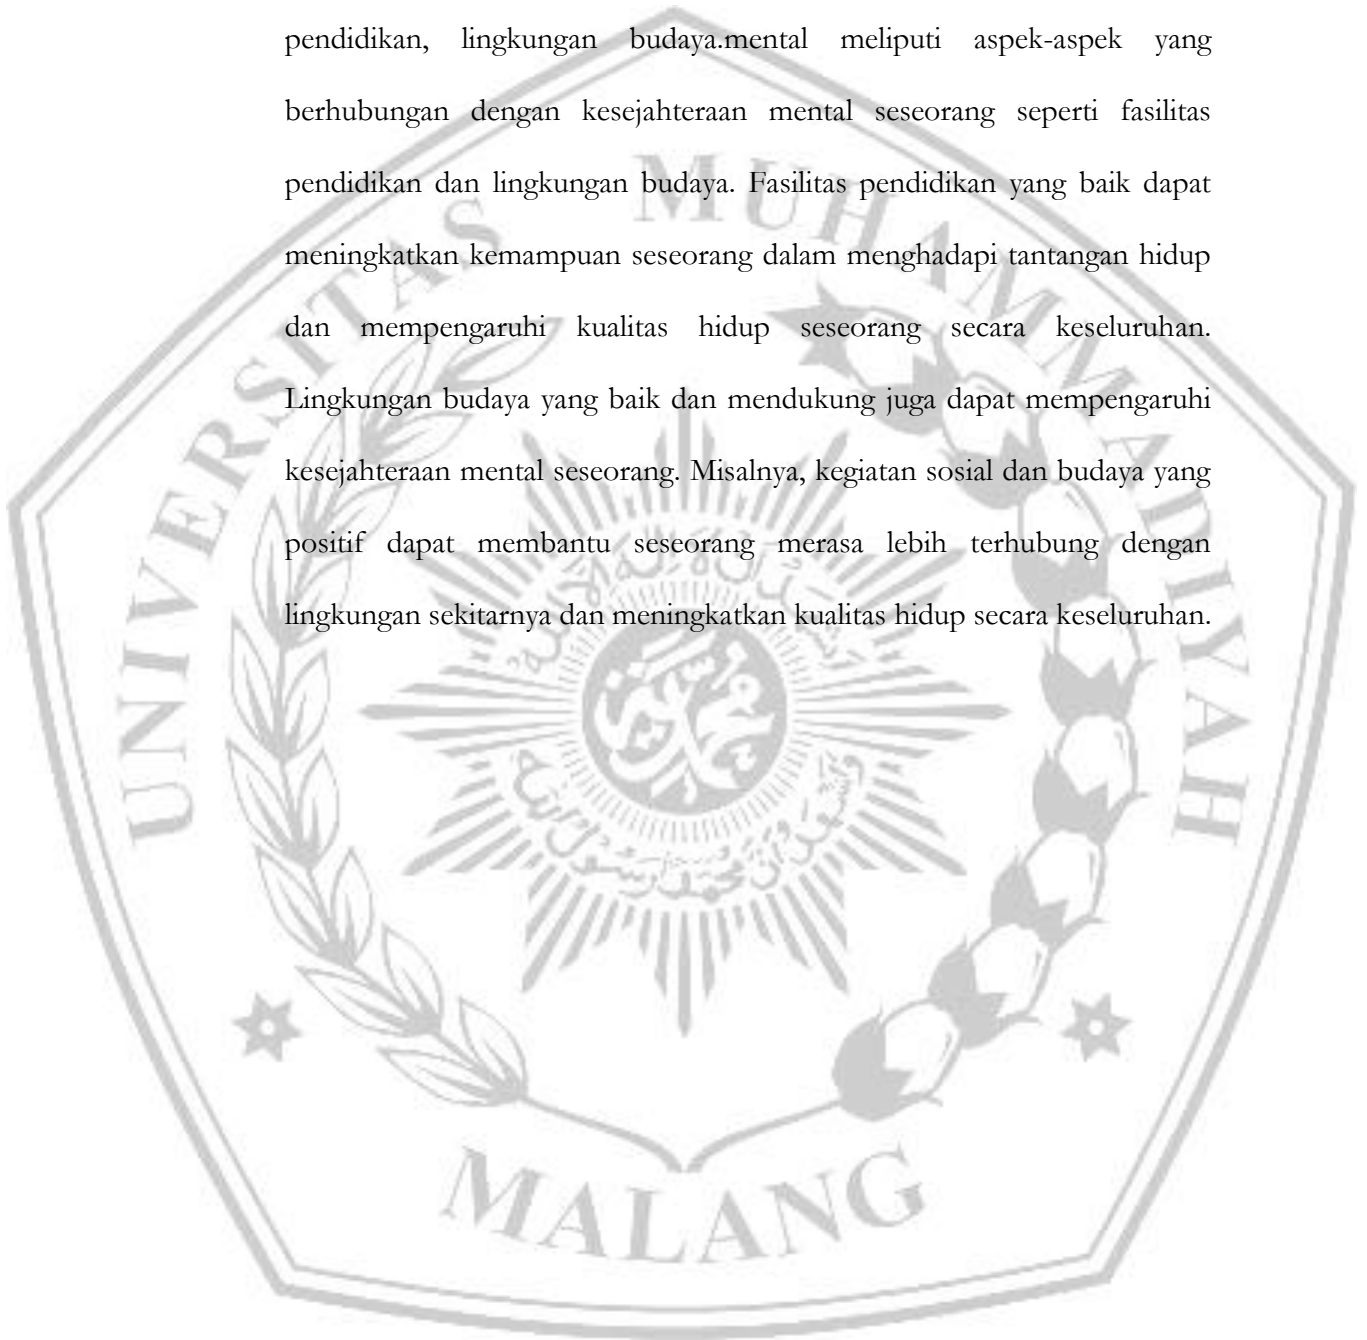 pendidikan, lingkungan budaya.mental meliputi aspek-aspek yang
berhubungan dengan kesejahteraan mental seseorang seperti fasilitas
pendidikan dan lingkungan budaya. Fasilitas pendidikan yang baik dapat
meningkatkan kemampuan seseorang dalam menghadapi tantangan hidup
dan mempengaruhi kualitas hidup seseorang secara keseluruhan.
Lingkungan budaya yang baik dan mendukung juga dapat mempengaruhi
kesejahteraan mental seseorang. Misalnya, kegiatan sosial dan budaya yang
positif dapat membantu seseorang merasa lebih terhubung dengan
lingkungan sekitarnya dan meningkatkan kualitas hidup secara keseluruhan.
UNIVERSITAS MUHAMMADIYAH
MALANG